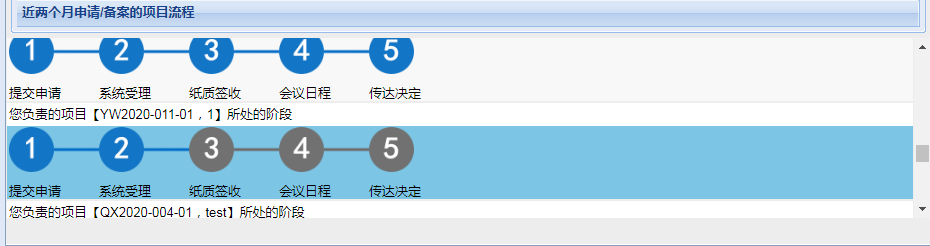 近两个月申请/备案的项目流程
1 2 3 4 5
提交申请 系统受理 纸质签收 会议日程 传达决定
您负责的项目【YW2020-011-01，1】所处的阶段
1 2 3 4 5
提交申请 系统受理 纸质签收 会议日程 传达决定
您负责的项目【QX2020-004-01，test】所处的阶段